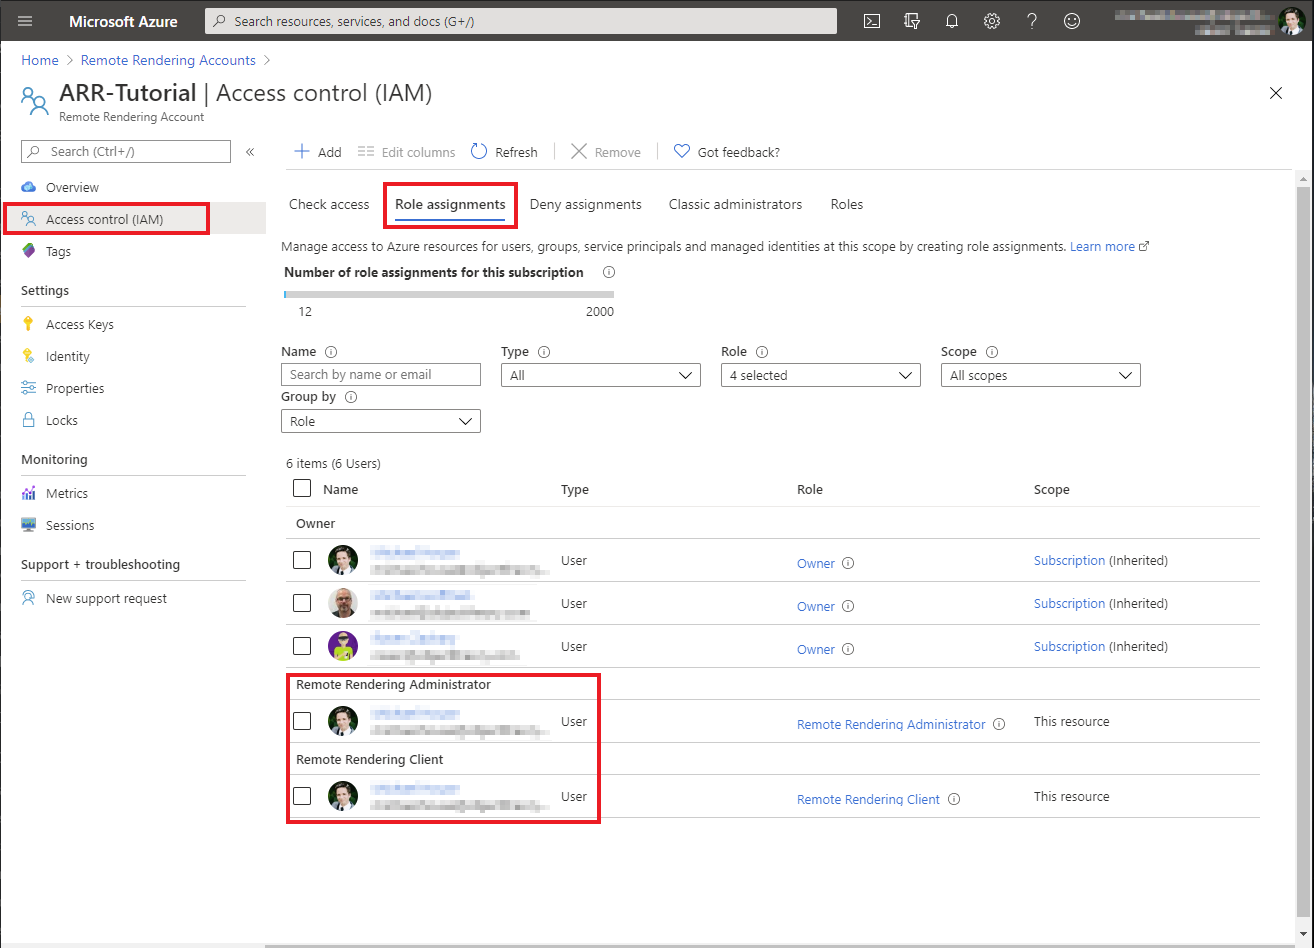 Microsoft Azure
Search resources, services, and docs (G+/)
Home > Remote Rendering Accounts >
ARR-Tutorial | Access control (IAM)
Remote Rendering Account
Search (Ctrl+/)
«
Add
Edit columns
Refresh
Remove
Got feedback?
Overview
Access control (IAM)
Tags
Settings
Access Keys
Identity
Properties
Locks
Monitoring
Metrics
Sessions
Support + troubleshooting
New support request
Check access
Role assignments
Deny assignments
Classic administrators
Roles
Manage access to Azure resources for users, groups, service principals and managed identities at this scope by creating role assignments. Learn more
Number of role assignments for this subscription
12
2000
Name
Type
Role
Scope
Search by name or email
All
4 selected
All scopes
Group by
Role
6 items (6 Users)
Name Type Role Scope
Owner
User Owner Subscription (Inherited)
User Owner Subscription (Inherited)
User Owner Subscription (Inherited)
Remote Rendering Administrator
User Remote Rendering Administrator This resource
Remote Rendering Client
User Remote Rendering Client This resource